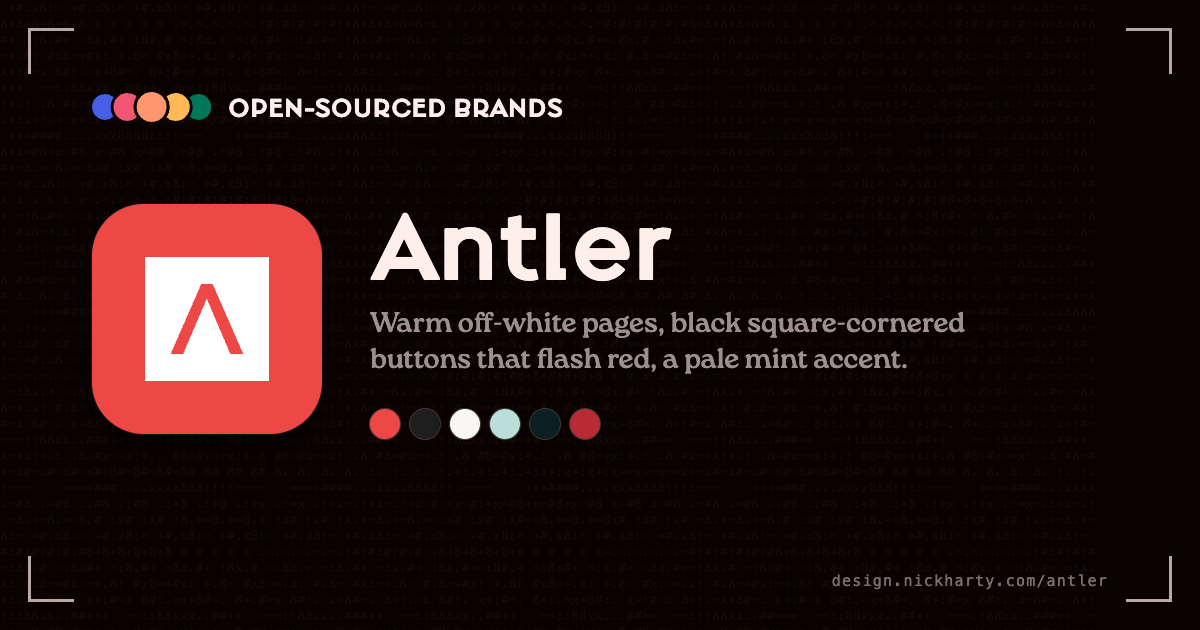 OPEN-SOURCED BRANDS
Antler
Warm off-white pages, black square-cornered
buttons that flash red, a pale mint accent.
design.nickharty.com/antler